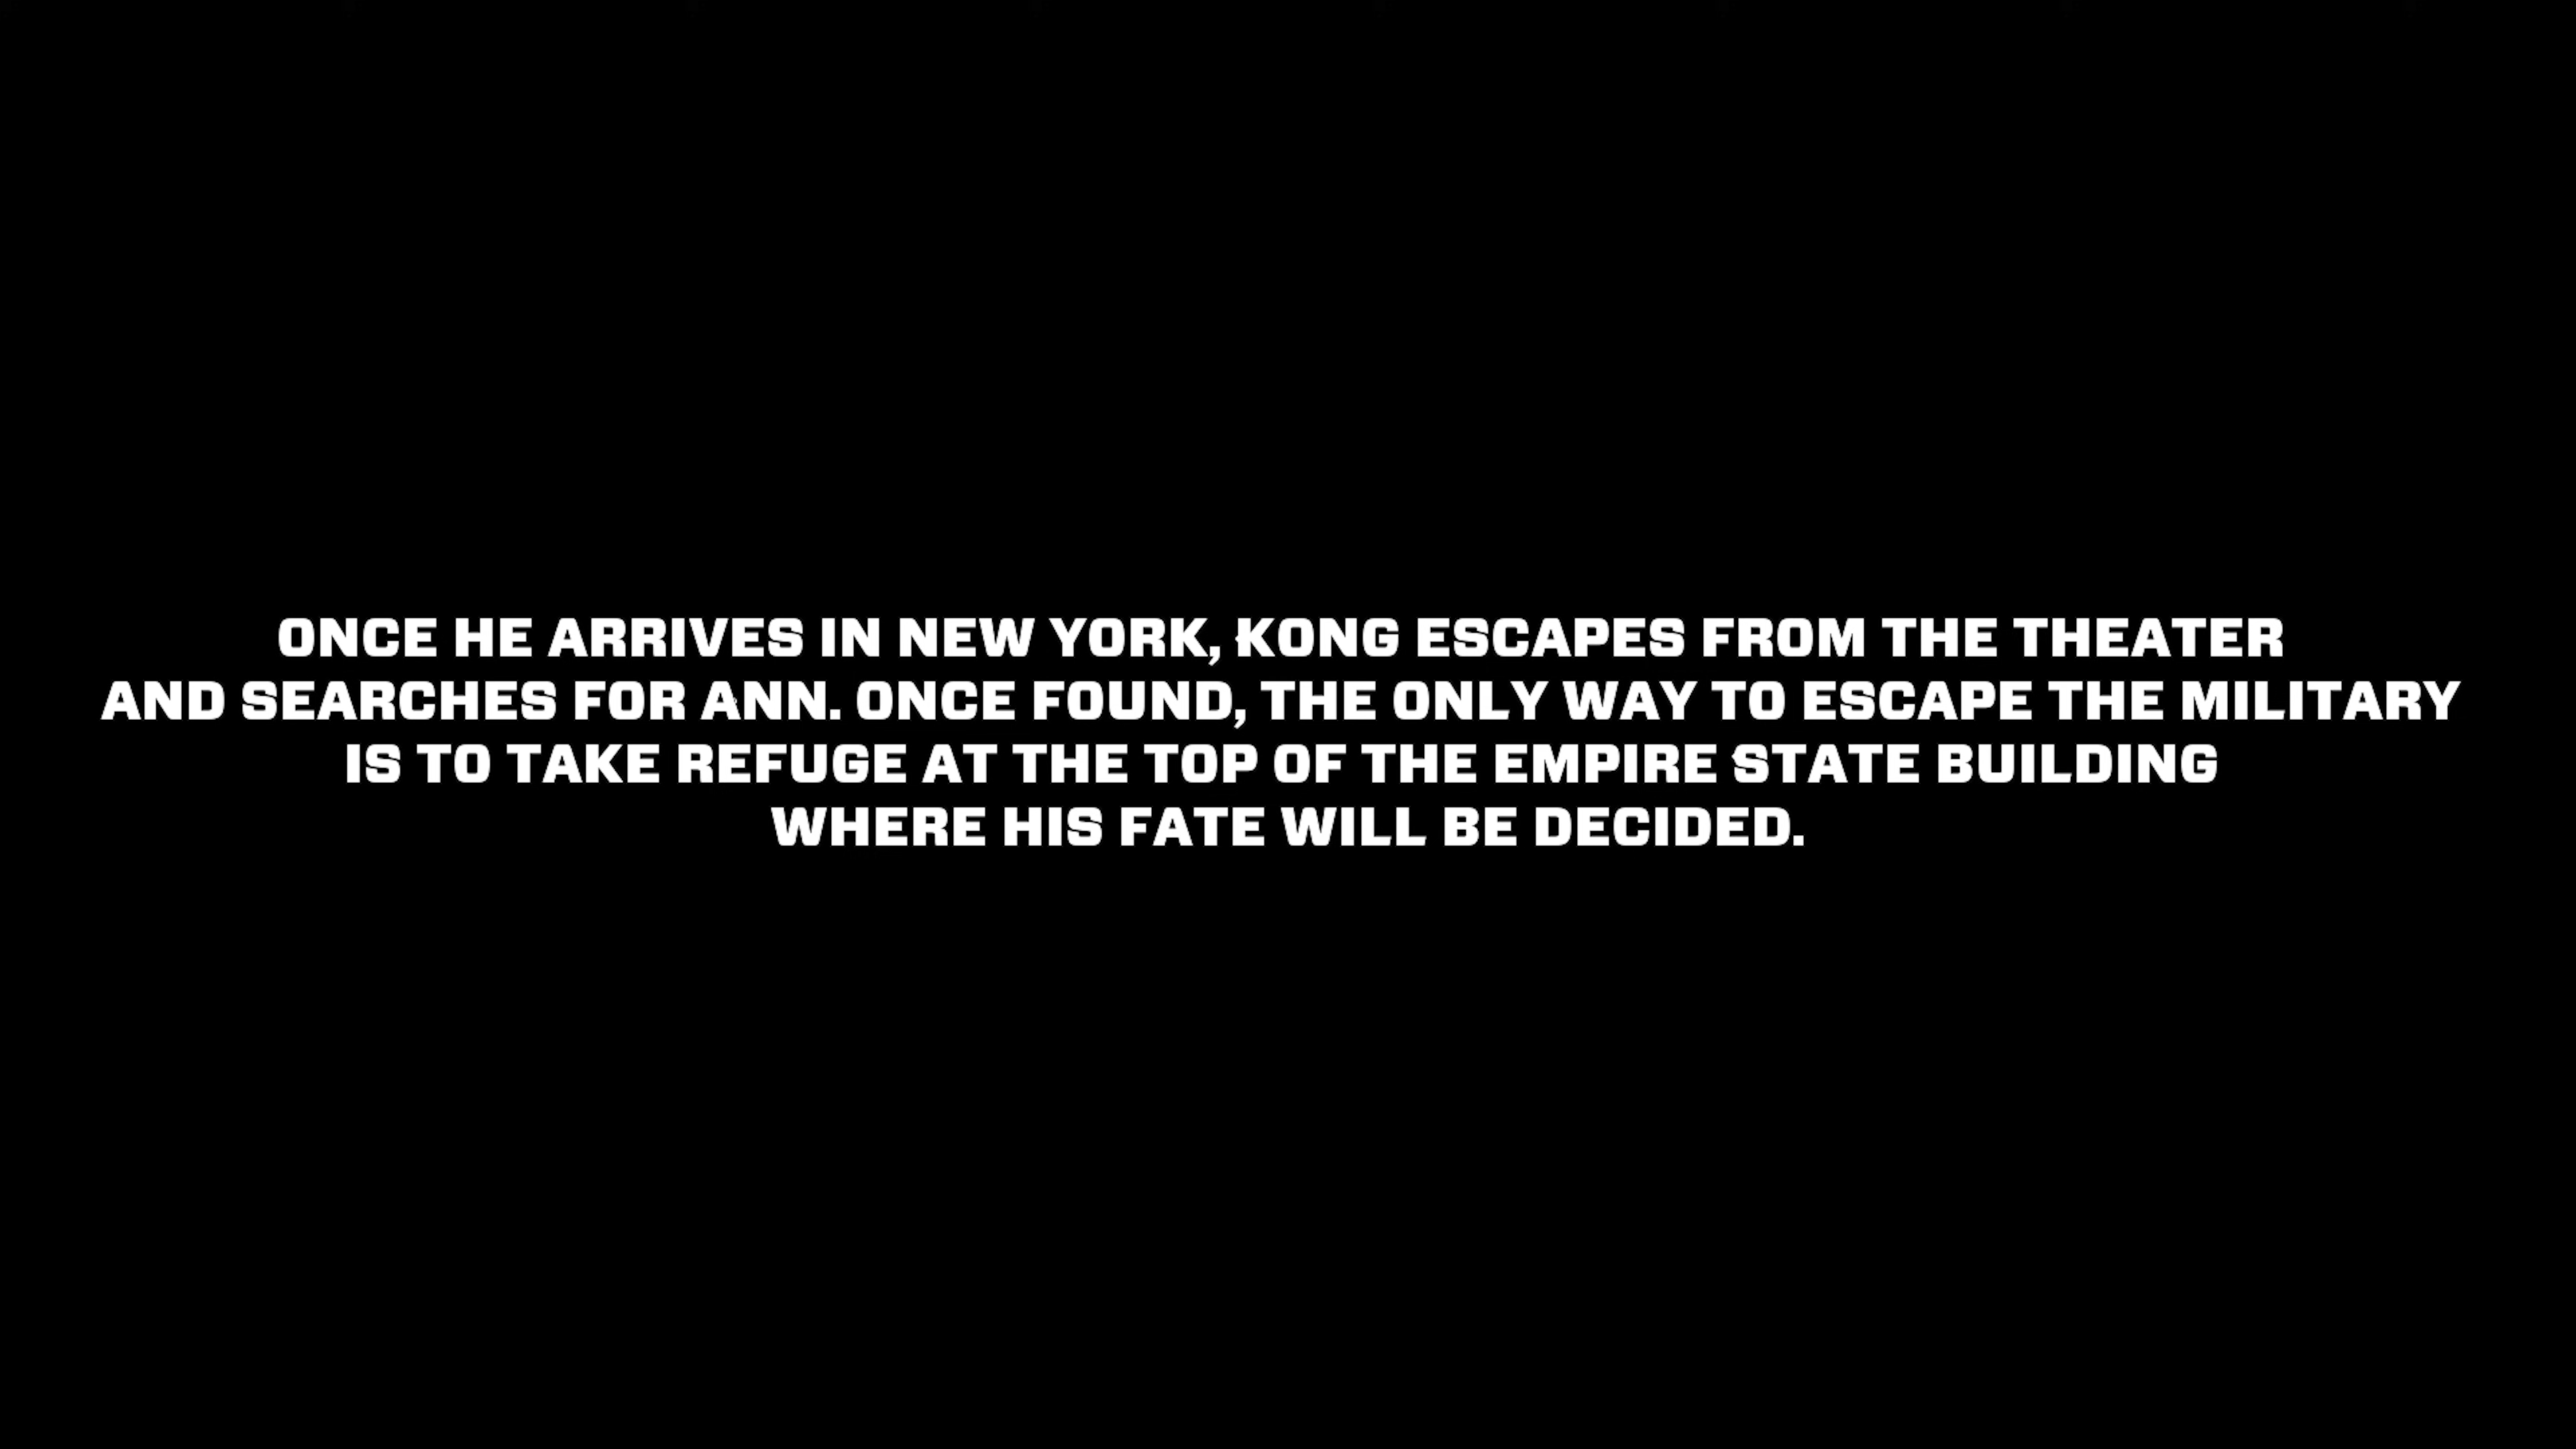 ONCE HE ARRIVES IN NEW YORK, KONG ESCAPES FROM THE THEATER
AND SEARCHES FOR ANN. ONCE FOUND, THE ONLY WAY TO ESCAPE THE MILITARY
IS TO TAKE REFUGE AT THE TOP OF THE EMPIRE STATE BUILDING
WHERE HIS FATE WILL BE DECIDED.